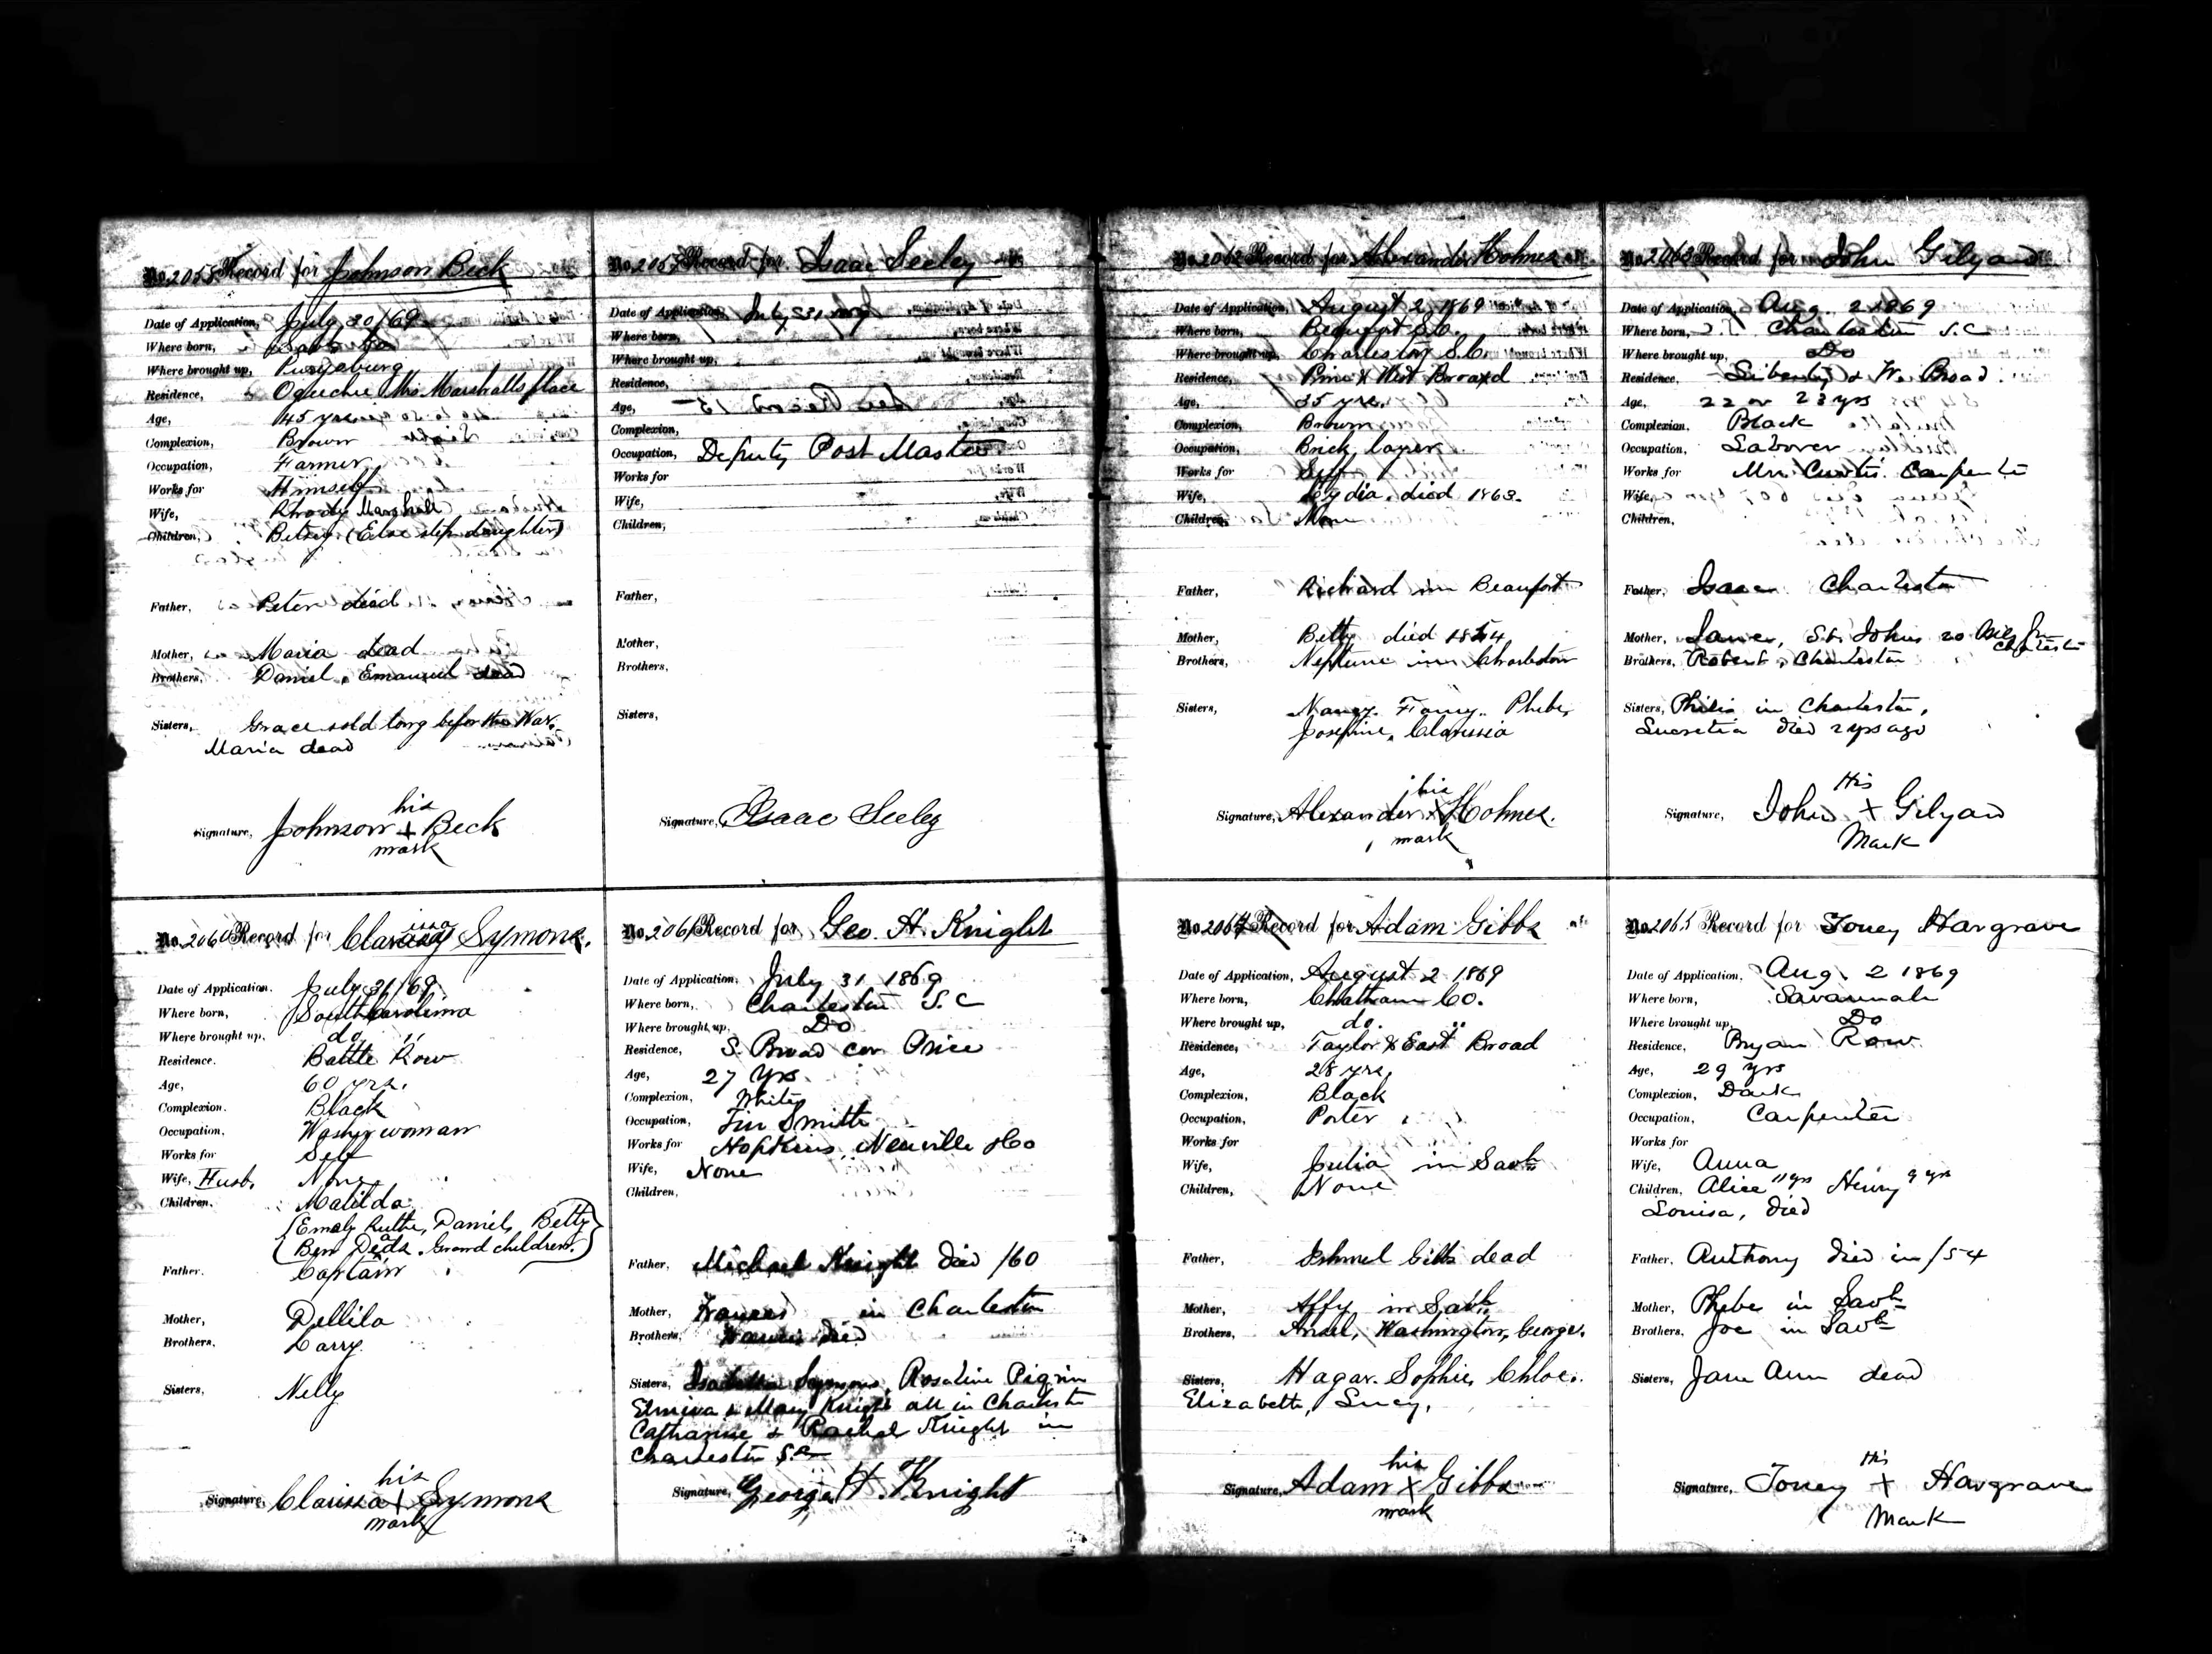 No. 2058 Record for Johnson Beck
Date of Application, July 30/69
Where born,
Where brought up, Purysburg
Residence, Ogechee Mrs Marshalls place
Age, 45 years
Complexion, Brown
Occupation, Farmer
Works for Himself
Wife, Rhody Marshall
Children, Betsey (Elsie step daughter)
Father, Peter dead
Mother, Maria dead
Brothers, Daniel, Emanuel dead
Sisters, Grace sold long before the War.
Maria dead
his
Signature, Johnson + Beck
mark
No. 2059 Record for Isaac Seeley
Date of Application, July 31
Where born,
Where brought up,
Residence,
Age, See Record 15
Complexion,
Occupation, Deputy Post Master
Works for
Wife,
Children,
Father,
Mother,
Brothers,
Sisters,
Signature, Isaac Seeley
No. 2060 Record for Clarissa Symons.
Date of Application. July 31/69.
Where born, South Carolina
Where brought up, do. "
Residence. Battle Row
Age, 60 yrs.
Complexion. Black
Occupation, Washer woman
Works for Self
Wife, Husb. None
Children. Matilda
(Emely Ruthe, Daniel, Betty
Ben Deads. Grand children.)
Father. Captain
Mother, Dellila
Brothers. Larry.
Sisters, Nelly
his
Signature, Clarissa + Symons
mark
No. 2061 Record for Geo. H. Knight
Date of Application, July 31 1869
Where born, Charleston S.C
Where brought up, Do
Residence, S. Broad cor Price
Age, 27 yrs.
Complexion, White
Occupation, Tin Smith
Works for Hopkins, Neuville & Co
Wife, None
Children,
Father, Michael Knight Died /60
Mother, Frances in Charleston
Brothers, Died
Sisters, Isabella Symons, Rosaline Pigrin
Elmira & Mary Knight all in Charleston
Catharine & Rachel Knight in
Charleston S.C
Signature, George H. Knight
No. 2062 Record for Alexander Holmes
Date of Application, August 2, 1869
Where born, Beaufort S.C.
Where brought up, Charleston S.C.
Residence, Pine & West Broad
Age, 35 yrs.
Complexion, Brown
Occupation, Brick layer
Works for Self
Wife, Lydia. died 1863.
Children, None
Father, Richard in Beaufort
Mother, Betty died 1854
Brothers, Neptune in Charleston
Sisters, Nancy. Fanny. Phebe,
Josephine, Clarissia
his
Signature, Alexander × Holmes.
mark
No. 2063 Record for John Gilyard
Date of Application, Aug. 2 1869
Where born, Charleston S.C
Where brought up, Do
Residence, Liberty & W. Broad.
Age, 22 or 23 yrs
Complexion, Black
Occupation, Laborer
Works for Mr. Curtis. Carpenter
Wife,
Children,
Father, Isaac Charleston
Mother, St. Johns 20 Miles fr
Charleston
Brothers, Robert, Charleston
Sisters, Philis in Charleston,
Lucretia died 2 yrs ago
His
Signature, John + Gilyard
Mark
No. 2064 Record for Adam Gibbs
Date of Application, August 2 1869
Where born, Chatham Co.
Where brought up, do. "
Residence, Taylor & East Broad
Age, 28 yrs,
Complexion, Black
Occupation, Porter
Works for
Wife, Julia in Savh
Children, None
Father, Ishmel Gibbs dead
Mother, Affy in Savh
Brothers, Ansel, Washington, George.
Sisters, Hagar. Sophie, Chloe.
Elizabeth, Lucy,
his
Signature, Adam × Gibbs
mark
No. 2065 Record for Toney Hargrave
Date of Application, Aug. 2 1869
Where born, Savannah
Where brought up, Do
Residence, Bryan Row.
Age, 29 yrs
Complexion, Dark
Occupation, Carpenter
Works for
Wife, Anna
Children, Alice 11 yrs Henry 9 yrs
Louisa, died
Father, Anthony died in /54
Mother, Phebe in Savh
Brothers, Joe in Savh
Sisters, Jane Ann dead
His
Signature, Toney + Hargrave
Mark